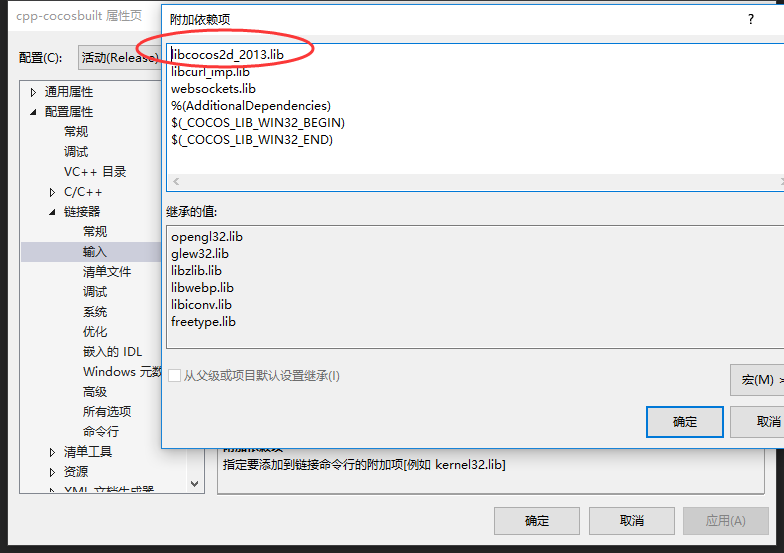 cpp-cocosbuilt 属性页
附加依赖项
?
配置(C):
活动(Release)
通用属性
配置属性
常规
调试
VC++ 目录
C/C++
链接器
常规
输入
清单文件
调试
系统
优化
嵌入的 IDL
Windows 元数
高级
所有选项
命令行
清单工具
资源
XML 文档生成器
libcocos2d_2013.lib
libcurl_imp.lib
websockets.lib
%(AdditionalDependencies)
$(_COCOS_LIB_WIN32_BEGIN)
$(_COCOS_LIB_WIN32_END)
继承的值:
opengl32.lib
glew32.lib
libzlib.lib
libwebp.lib
libiconv.lib
freetype.lib
从父级或项目默认设置继承(I)
宏(M) >
确定
取消
附加依赖项
指定要添加到链接命令行的附加项[例如 kernel32.lib]
确定
取消
应用(A)